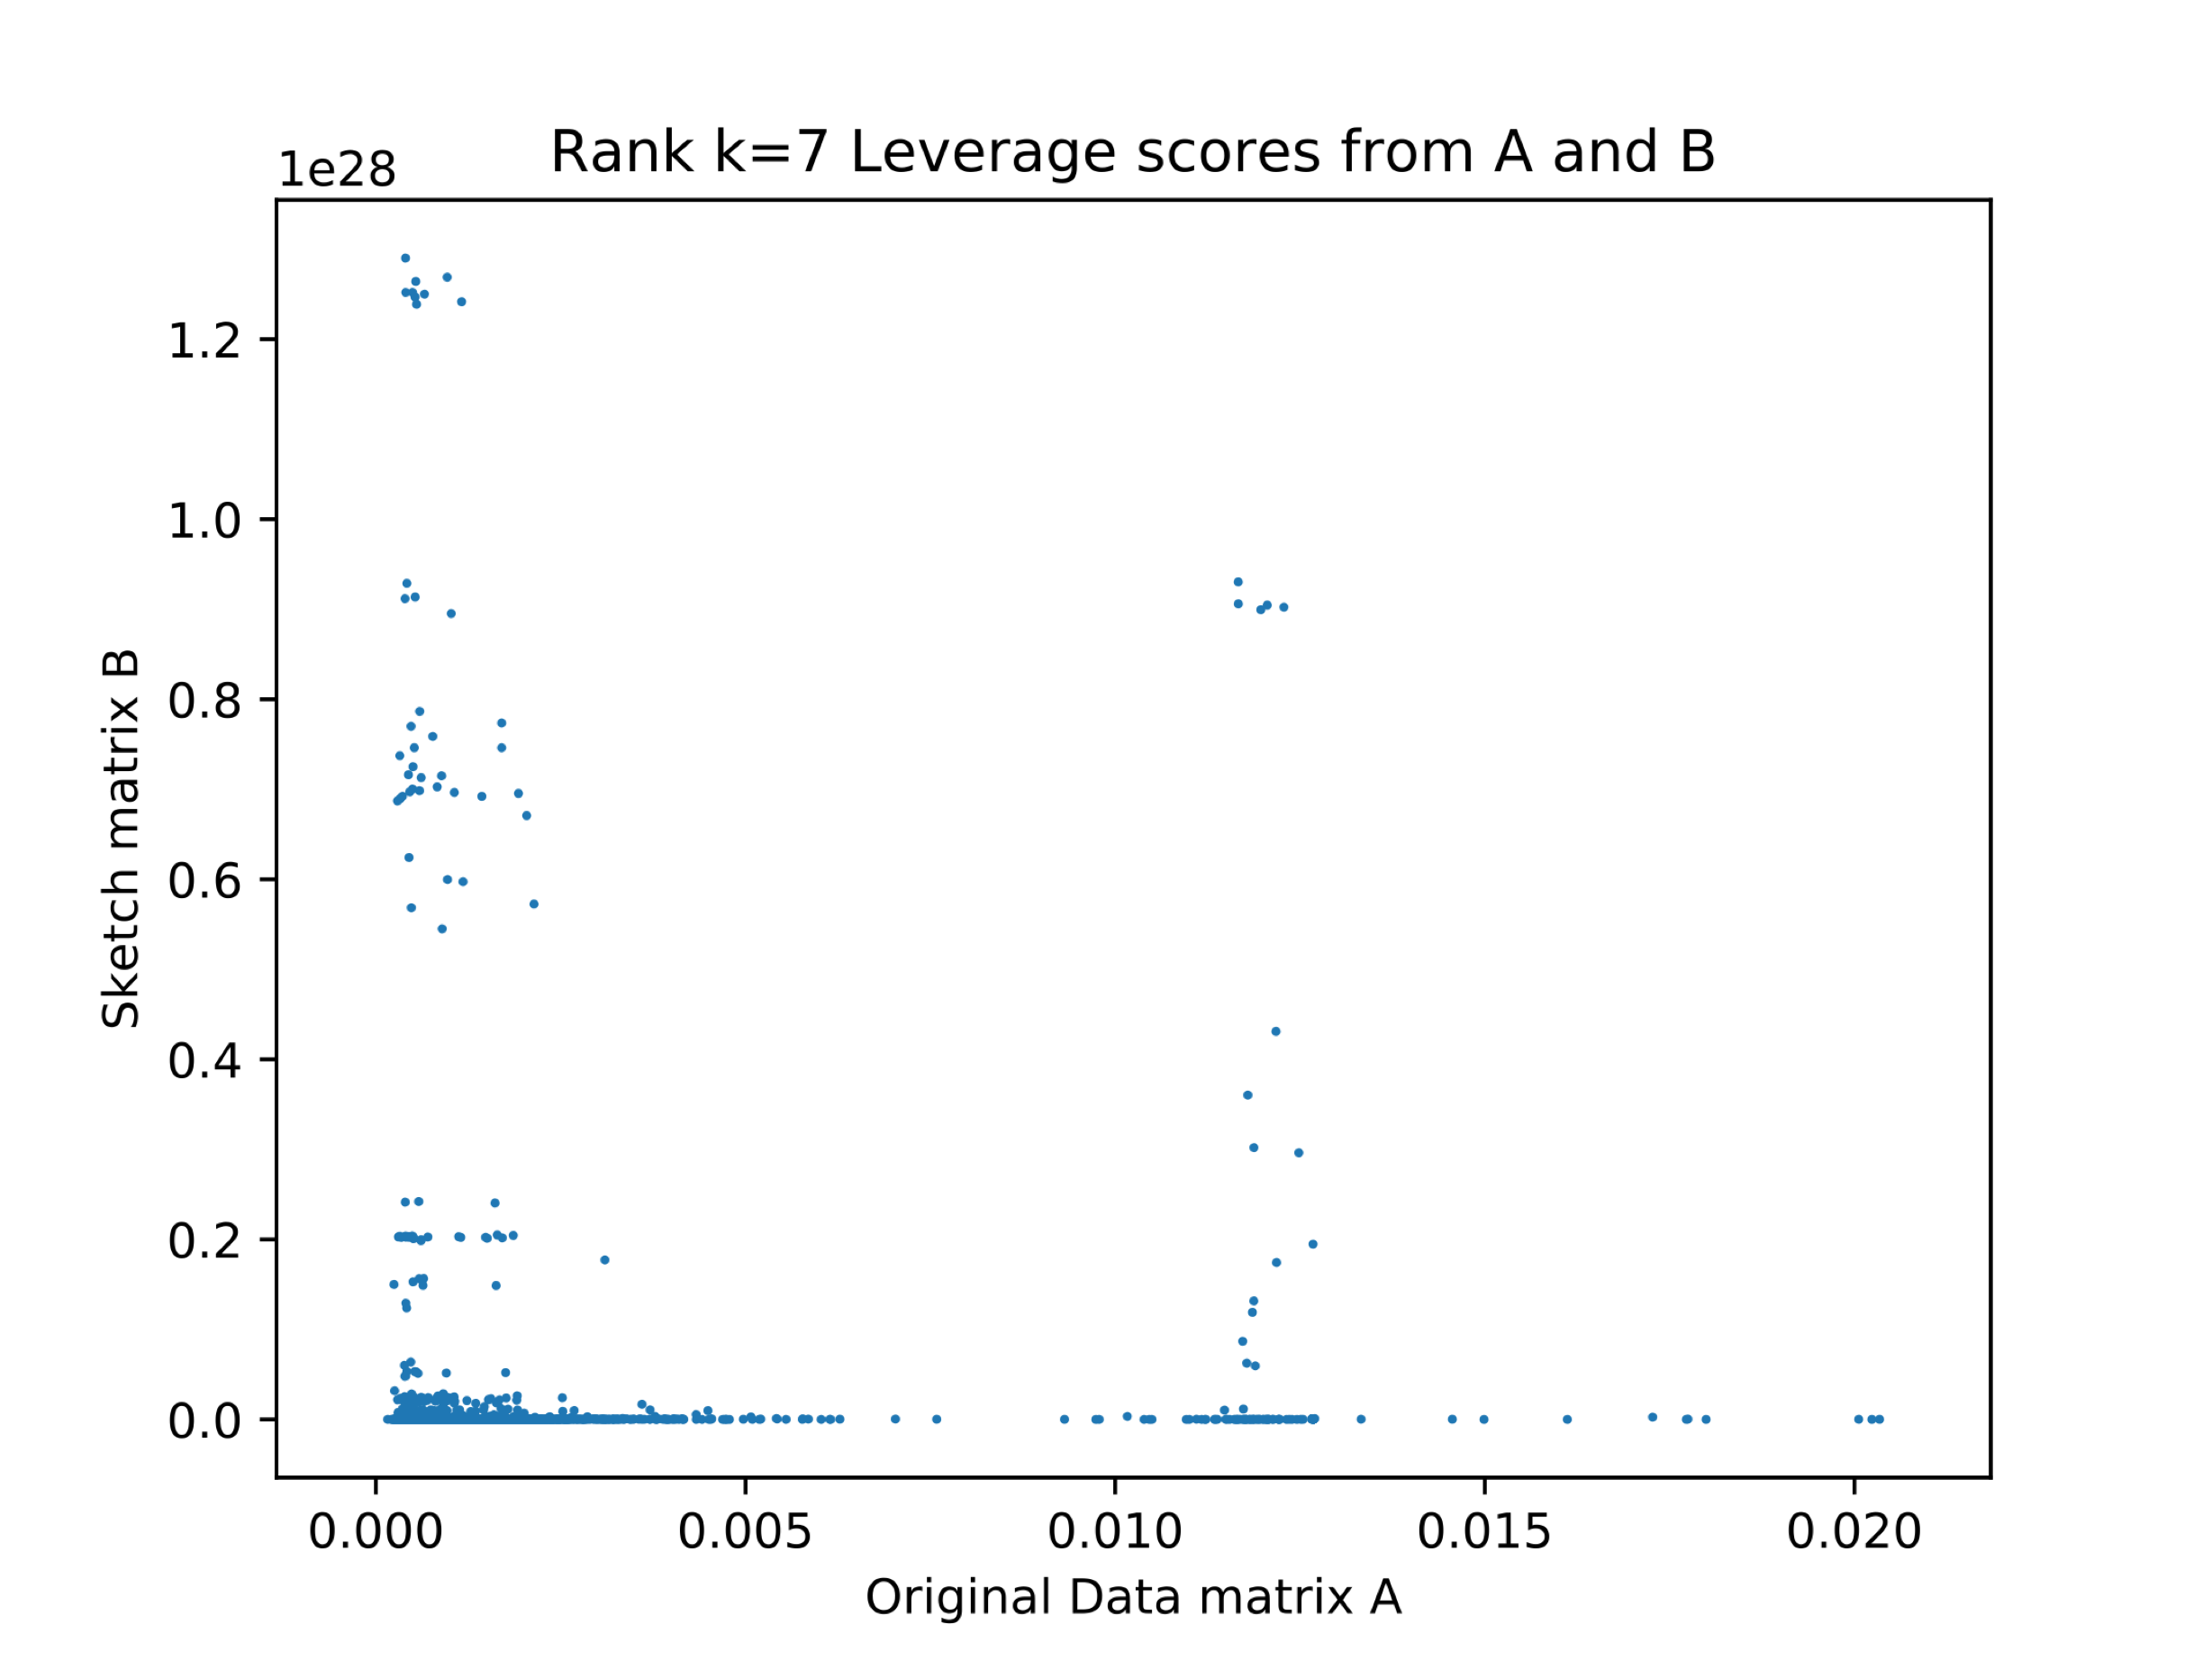 Rank k=7 Leverage scores from A and B
1e28
1.2
1.0
0.8
0.6
0.4
0.2
0.0
Sketch matrix B
0.000 0.005 0.010 0.015 0.020
Original Data matrix A